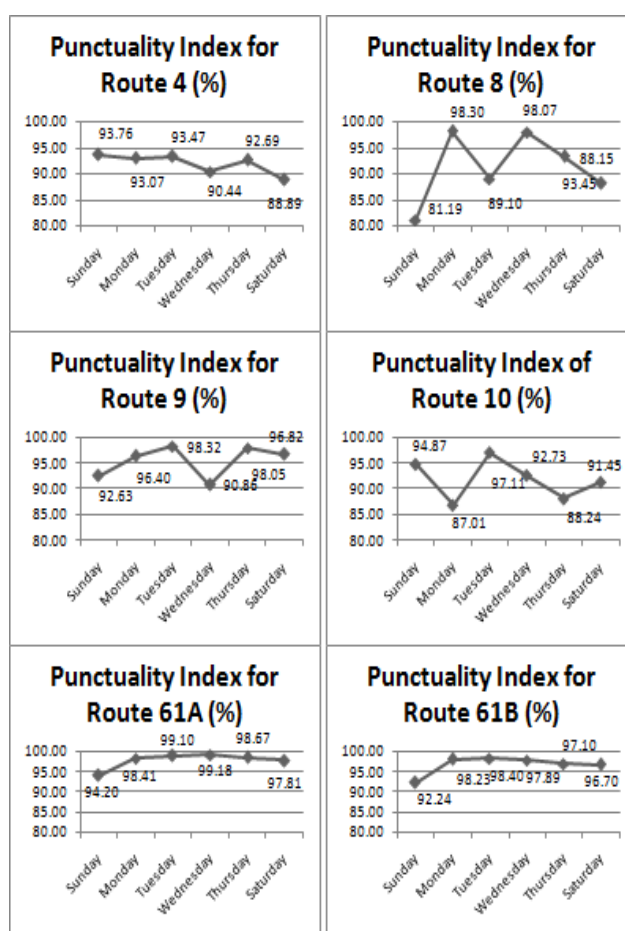 Punctuality Index for
Route 4 (%)
100.00
95.00
90.00
85.00
80.00
93.76
93.07
93.47
90.44
92.69
88.89
Sunday
Monday
Tuesday
Wednesday
Thursday
Saturday
Punctuality Index for
Route 8 (%)
100.00
95.00
90.00
85.00
80.00
81.19
98.30
89.10
98.07
93.45
88.15
Sunday
Monday
Tuesday
Wednesday
Thursday
Saturday
Punctuality Index for
Route 9 (%)
100.00
95.00
90.00
85.00
80.00
92.63
96.40
98.32
90.86
98.05
96.82
Sunday
Monday
Tuesday
Wednesday
Thursday
Saturday
Punctuality Index of
Route 10 (%)
100.00
95.00
90.00
85.00
80.00
94.87
87.01
97.11
92.73
88.24
91.45
Sunday
Monday
Tuesday
Wednesday
Thursday
Saturday
Punctuality Index for
Route 61A (%)
100.00
95.00
90.00
85.00
80.00
94.20
98.41
99.10
99.18
98.67
97.81
Sunday
Monday
Tuesday
Wednesday
Thursday
Saturday
Punctuality Index for
Route 61B (%)
100.00
95.00
90.00
85.00
80.00
92.24
98.23
98.40
97.89
97.10
96.70
Sunday
Monday
Tuesday
Wednesday
Thursday
Saturday